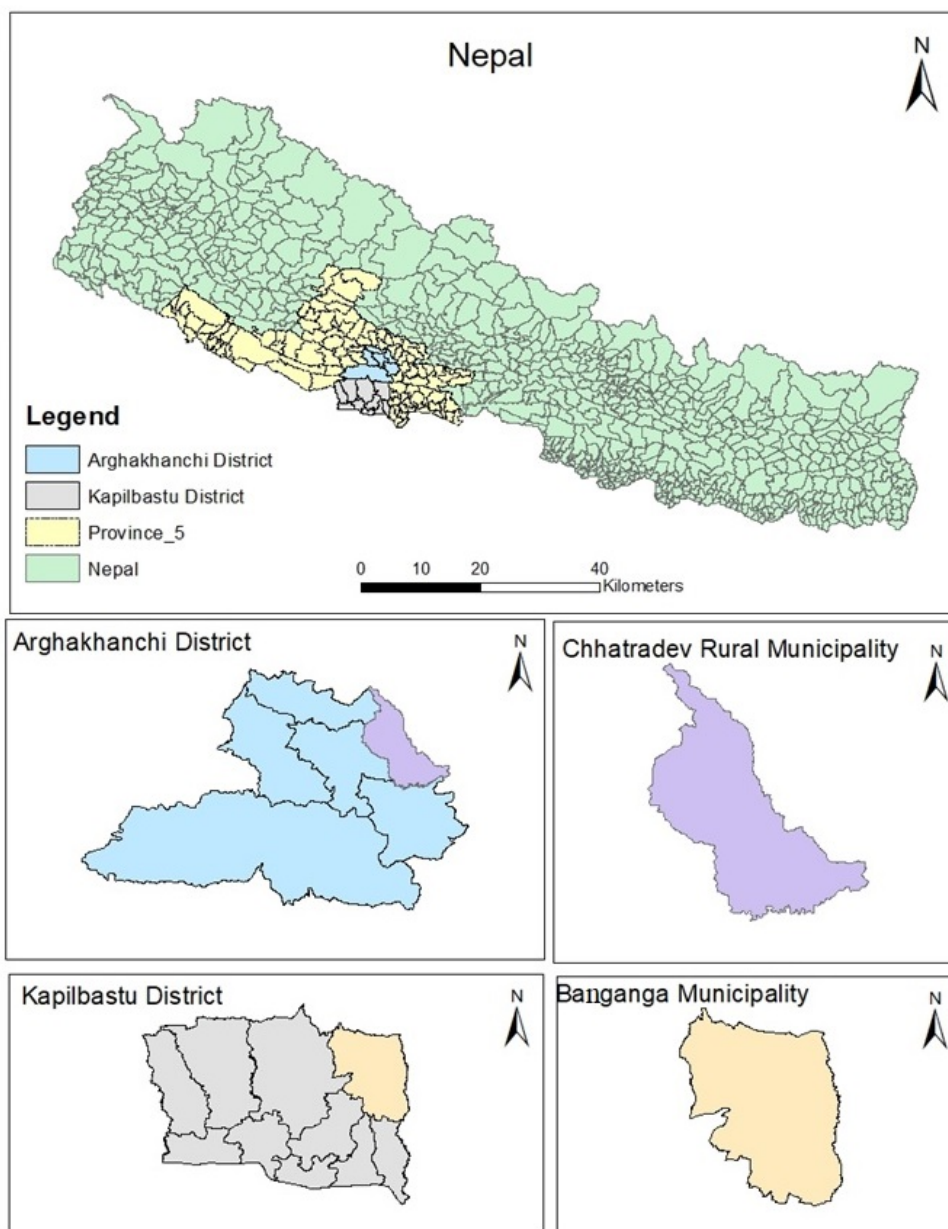 Nepal
N
Legend
Arghakhanchi District
Kapilbastu District
Province_5
Nepal
0 10 20 40
Kilometers
Arghakhanchi District
N
Chhatradev Rural Municipality
N
Kapilbastu District
N
Banganga Municipality
N